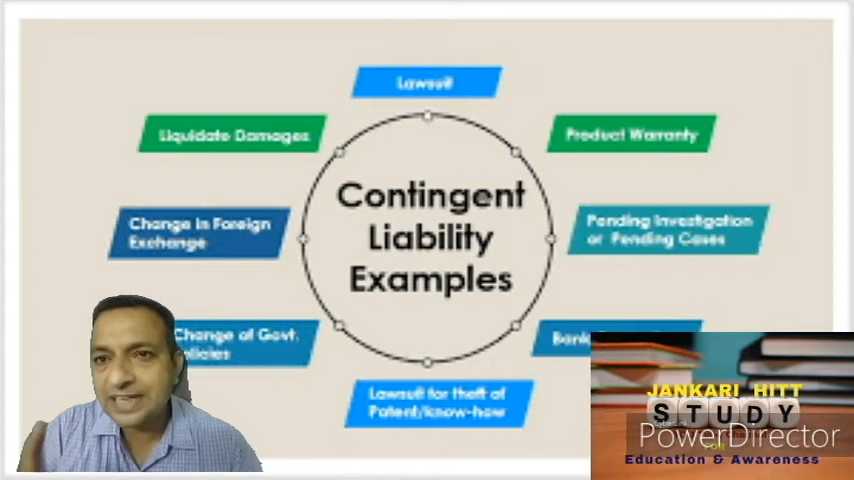 Lawsuit
Liquidate Damages
Product Warranty
Contingent
Liability
Examples
Change in Foreign
Exchange
Pending Investigation
or Pending Cases
Change of Govt.
Bank
Lawsuit for theft of
Patent/know-how
JANKARI HITT
STUDY
PowerDirector
Education & Awareness